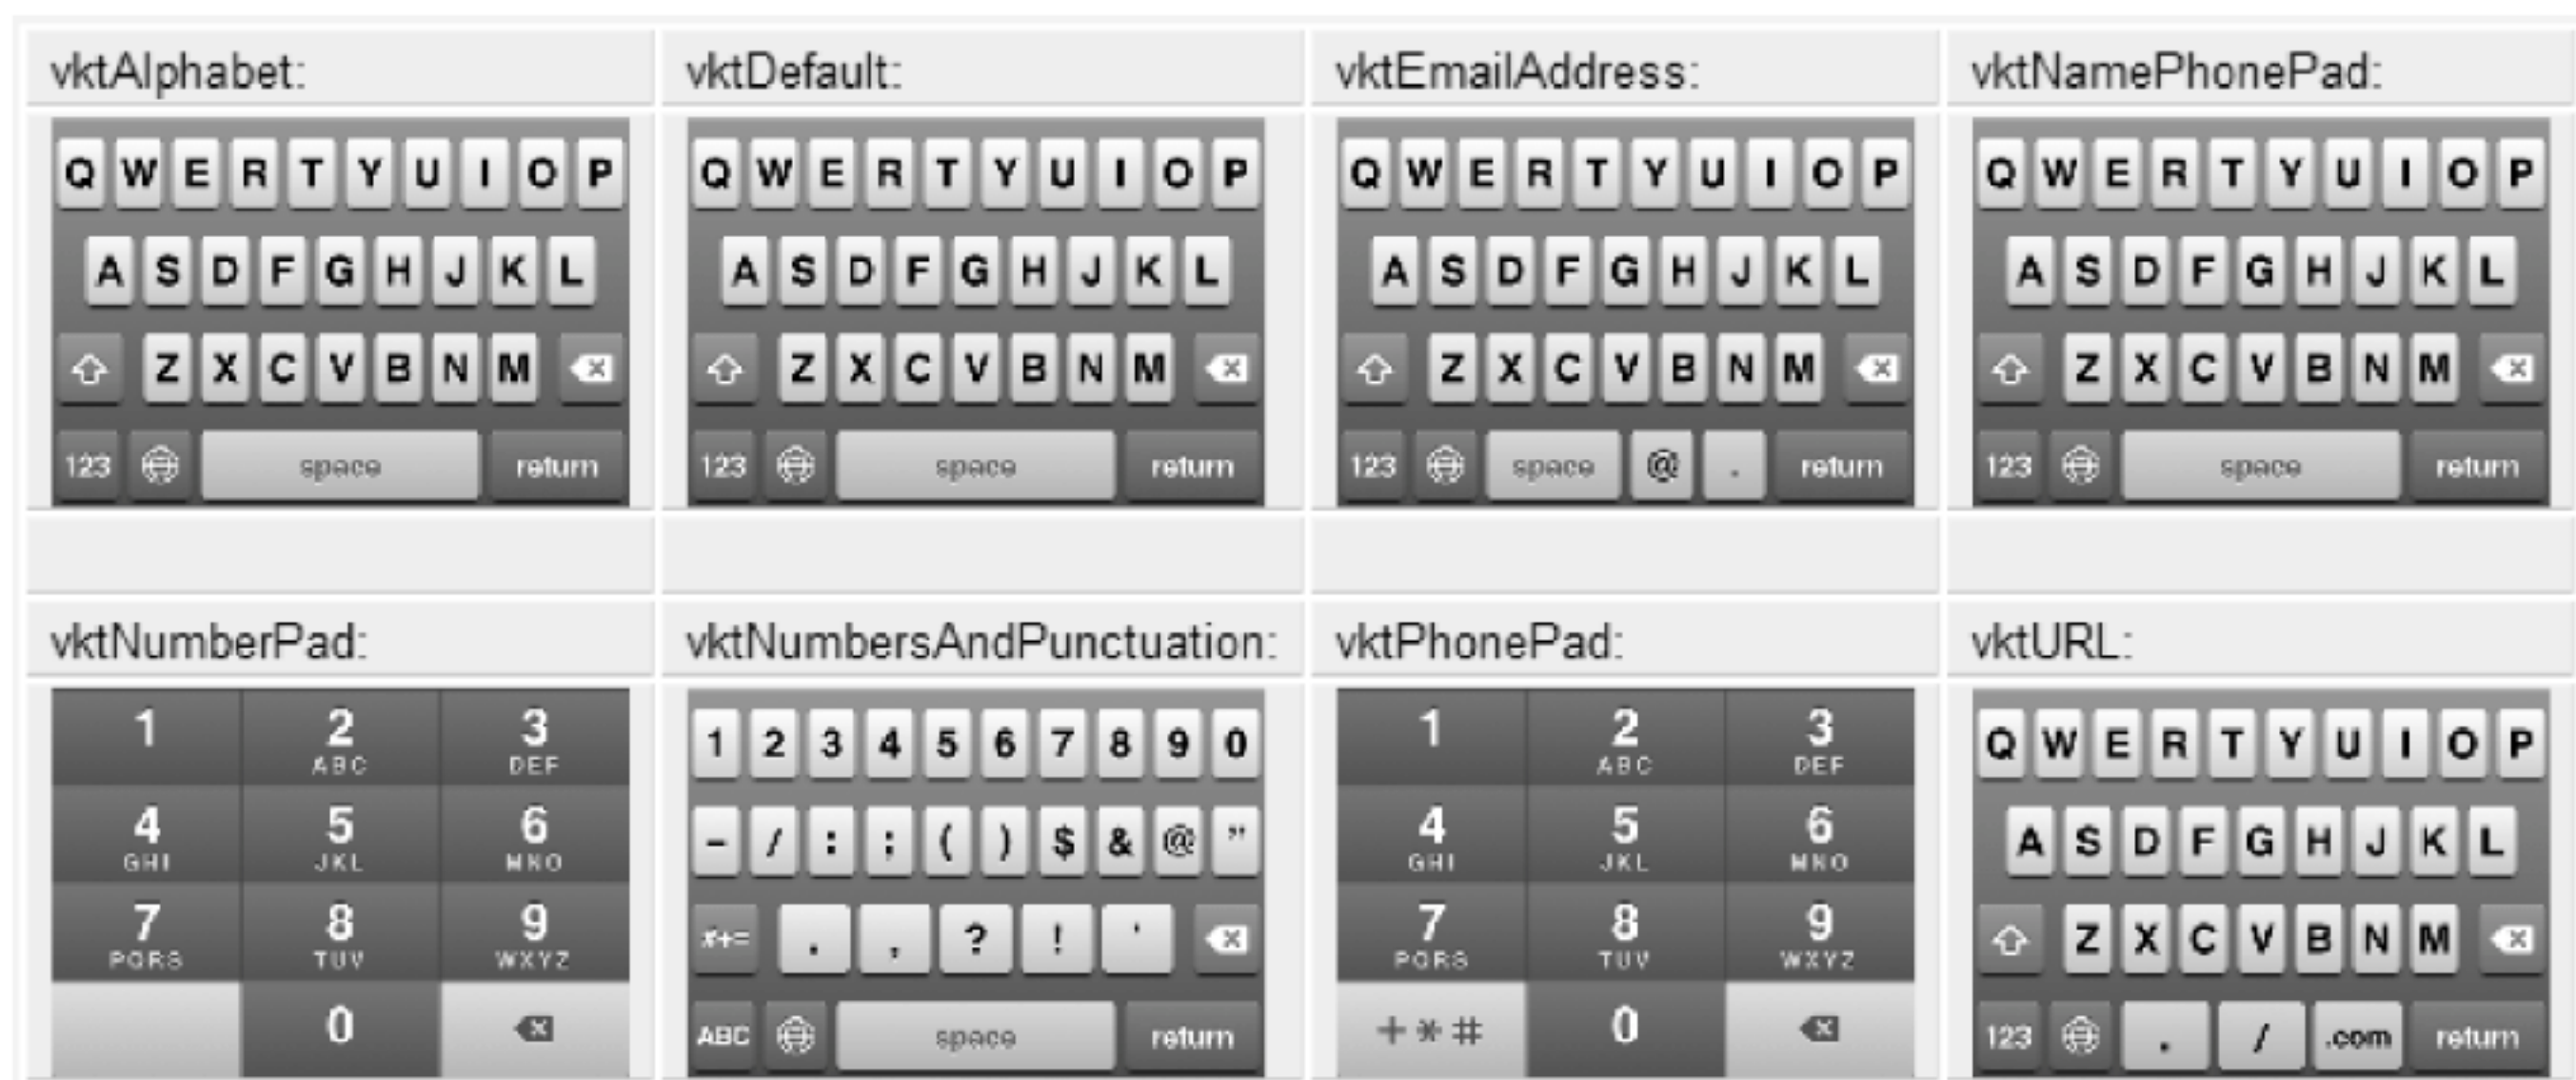 vktAlphabet: vktDefault: vktEmailAddress: vktNamePhonePad:
Q W E R T Y U I O P Q W E R T Y U I O P Q W E R T Y U I O P Q W E R T Y U I O P
A S D F G H J K L A S D F G H J K L A S D F G H J K L A S D F G H J K L
Z X C V B N M Z X C V B N M Z X C V B N M Z X C V B N M
123 space return 123 space return 123 space @ . return 123 space return
vktNumberPad: vktNumbersAndPunctuation: vktPhonePad: vktURL:
1 2 3 1 2 3 4 5 6 7 8 9 0 1 2 3 Q W E R T Y U I O P
ABC DEF ABC DEF
4 5 6 - / : ; ( ) $ & @ " 4 5 6 A S D F G H J K L
GHI JKL MNO GHI JKL MNO
7 8 9 #+= . , ? ! ' 7 8 9 Z X C V B N M
PQRS TUV WXYZ PQRS TUV WXYZ
0 ABC space return + * # 0 123 . / .com return